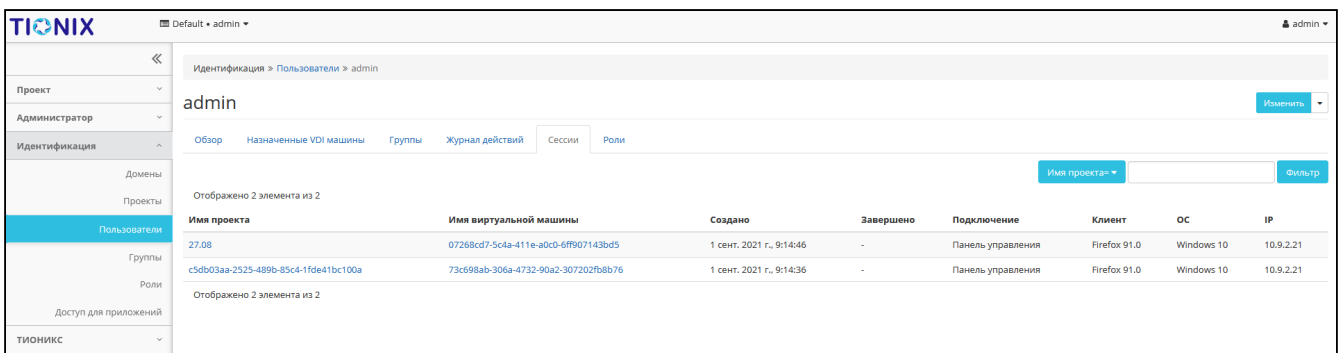 TIONIX
Default • admin
admin
Идентификация » Пользователи » admin
Проект
Администратор
Идентификация
Домены
Проекты
Пользователи
Группы
Роли
Доступ для приложений
ТИОНИКС
admin
Изменить
Обзор Назначенные VDI машины Группы Журнал действий Сессии Роли
Имя проекта= Фильтр
Отображено 2 элемента из 2
Имя проекта Имя виртуальной машины Создано Завершено Подключение Клиент ОС IP
27.08 07268cd7-5c4a-411e-a0c0-6ff907143bd5 1 сент. 2021 г., 9:14:46 - Панель управления Firefox 91.0 Windows 10 10.9.2.21
c5db03aa-2525-489b-85c4-1fde41bc100a 73c698ab-306a-4732-90a2-307202fb8b76 1 сент. 2021 г., 9:14:36 - Панель управления Firefox 91.0 Windows 10 10.9.2.21
Отображено 2 элемента из 2